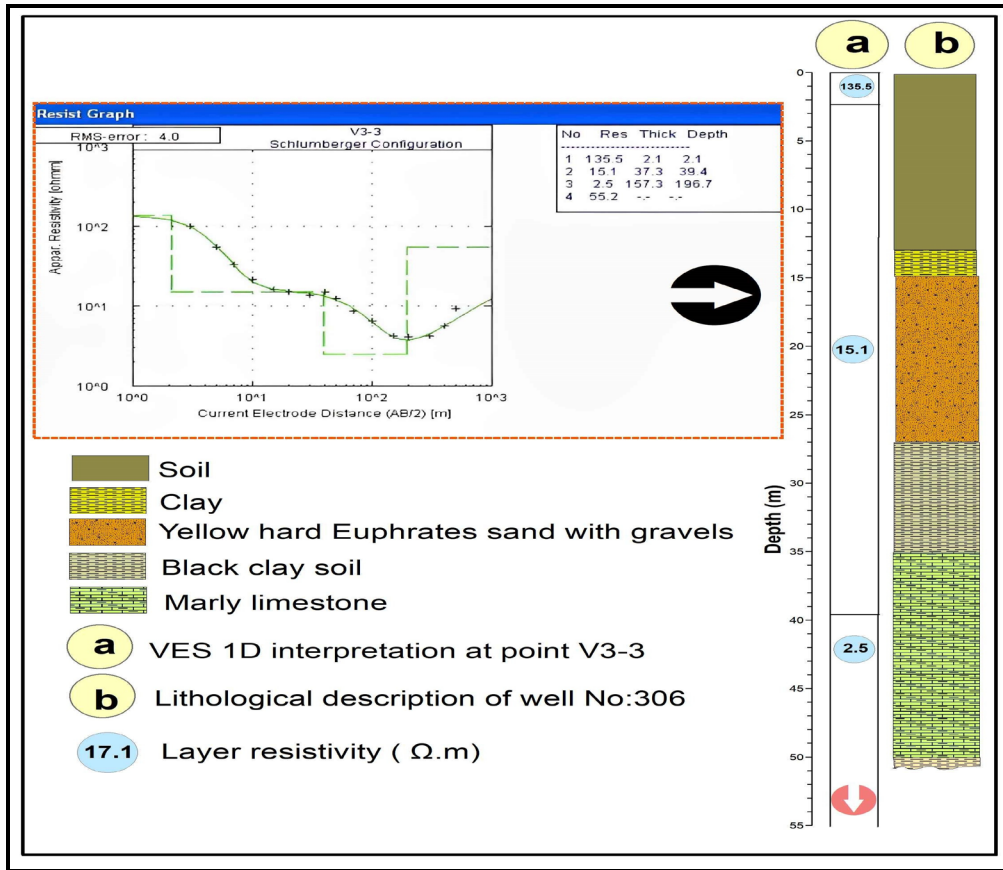 a b
Resist Graph
RMS-error : 4.0
V3-3
Schlumberger Configuration
No Res Thick Depth
-------------------------
1 135.5 2.1 2.1
2 15.1 37.3 39.4
3 2.5 157.3 196.7
4 55.2 -.- -.-
Appar. Resistivity [ohmm]
10^3
10^2
10^1
10^0
10^0 10^1 10^2 10^3
Current Electrode Distance (AB/2) [m]
Soil
Clay
Yellow hard Euphrates sand with gravels
Black clay soil
Marly limestone
a VES 1D interpretation at point V3-3
b Lithological description of well No:306
17.1 Layer resistivity ( Ω.m)
Depth (m)
0
5
10
15
20
25
30
35
40
45
50
55
135.5
15.1
2.5